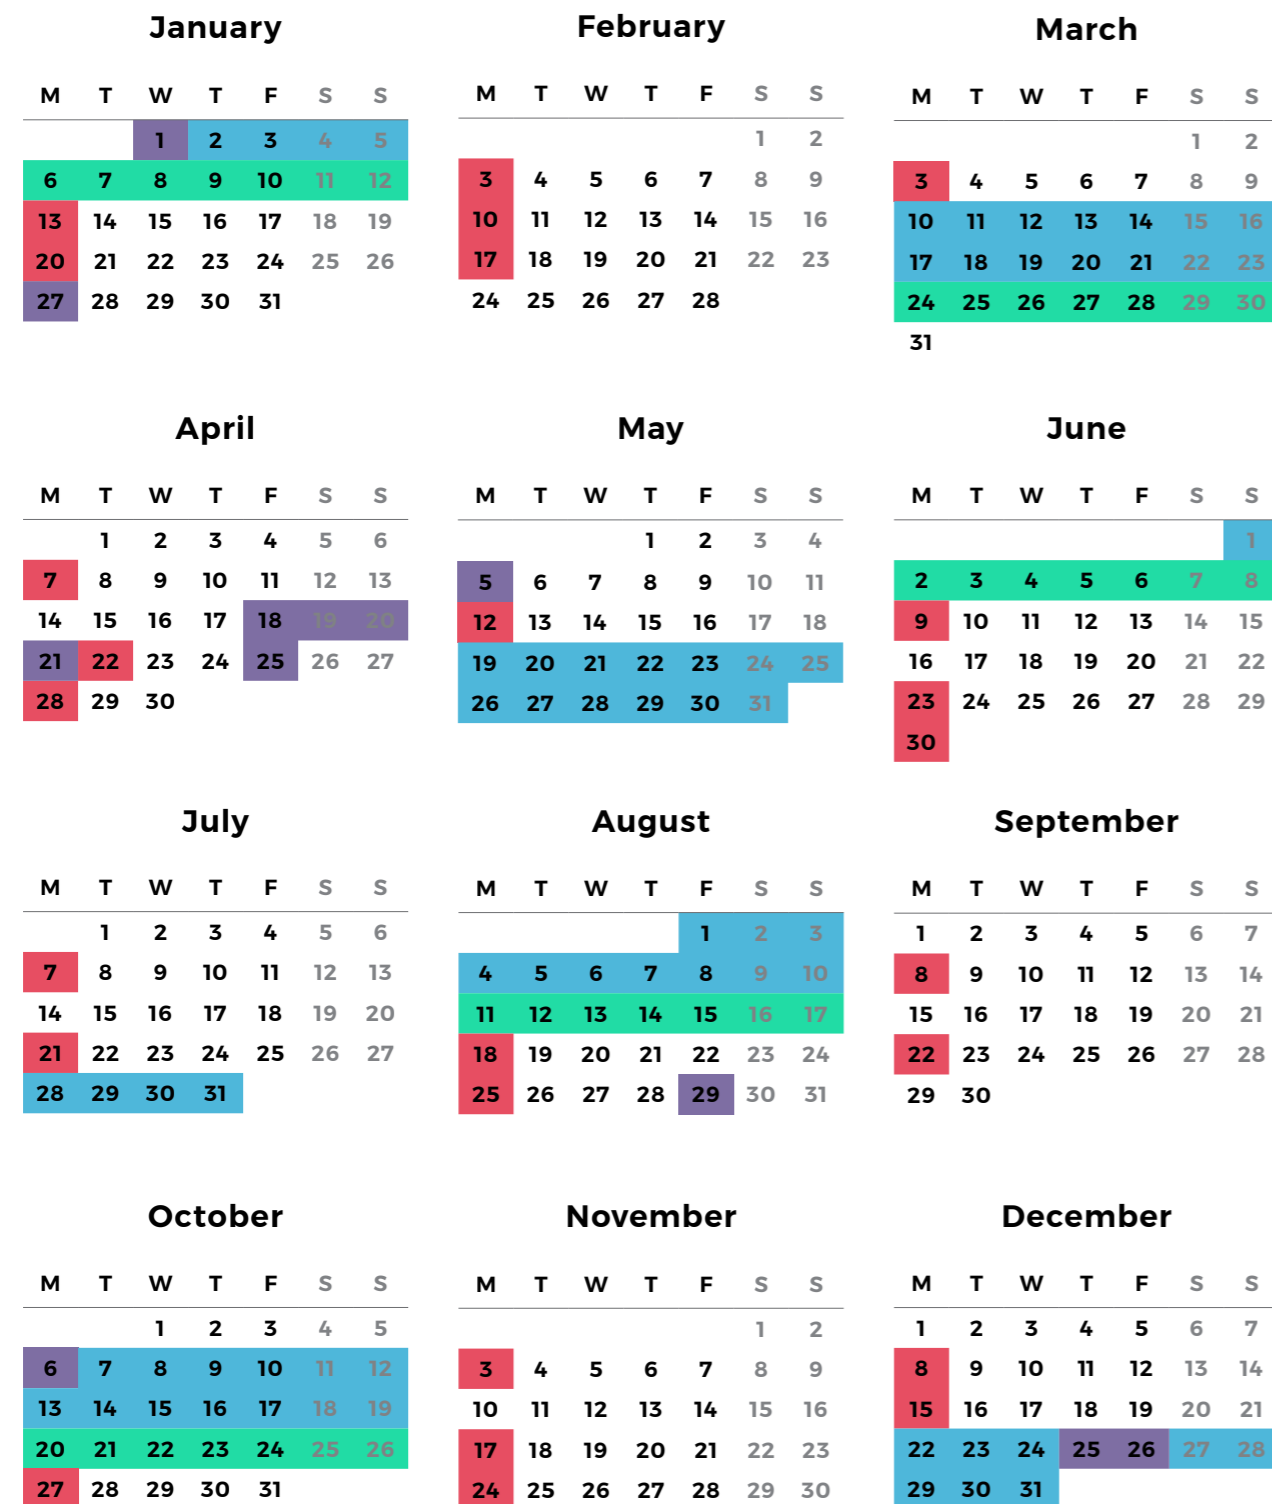 January
M T W T F S S
1 2 3 4 5
6 7 8 9 10 11 12
13 14 15 16 17 18 19
20 21 22 23 24 25 26
27 28 29 30 31
February
M T W T F S S
1 2
3 4 5 6 7 8 9
10 11 12 13 14 15 16
17 18 19 20 21 22 23
24 25 26 27 28
March
M T W T F S S
1 2
3 4 5 6 7 8 9
10 11 12 13 14 15 16
17 18 19 20 21 22 23
24 25 26 27 28 29 30
31
April
M T W T F S S
1 2 3 4 5 6
7 8 9 10 11 12 13
14 15 16 17 18 19 20
21 22 23 24 25 26 27
28 29 30
May
M T W T F S S
1 2 3 4
5 6 7 8 9 10 11
12 13 14 15 16 17 18
19 20 21 22 23 24 25
26 27 28 29 30 31
June
M T W T F S S
1
2 3 4 5 6 7 8
9 10 11 12 13 14 15
16 17 18 19 20 21 22
23 24 25 26 27 28 29
30
July
M T W T F S S
1 2 3 4 5 6
7 8 9 10 11 12 13
14 15 16 17 18 19 20
21 22 23 24 25 26 27
28 29 30 31
August
M T W T F S S
1 2 3
4 5 6 7 8 9 10
11 12 13 14 15 16 17
18 19 20 21 22 23 24
25 26 27 28 29 30 31
September
M T W T F S S
1 2 3 4 5 6 7
8 9 10 11 12 13 14
15 16 17 18 19 20 21
22 23 24 25 26 27 28
29 30
October
M T W T F S S
1 2 3 4 5
6 7 8 9 10 11 12
13 14 15 16 17 18 19
20 21 22 23 24 25 26
27 28 29 30 31
November
M T W T F S S
1 2
3 4 5 6 7 8 9
10 11 12 13 14 15 16
17 18 19 20 21 22 23
24 25 26 27 28 29 30
December
M T W T F S S
1 2 3 4 5 6 7
8 9 10 11 12 13 14
15 16 17 18 19 20 21
22 23 24 25 26 27 28
29 30 31